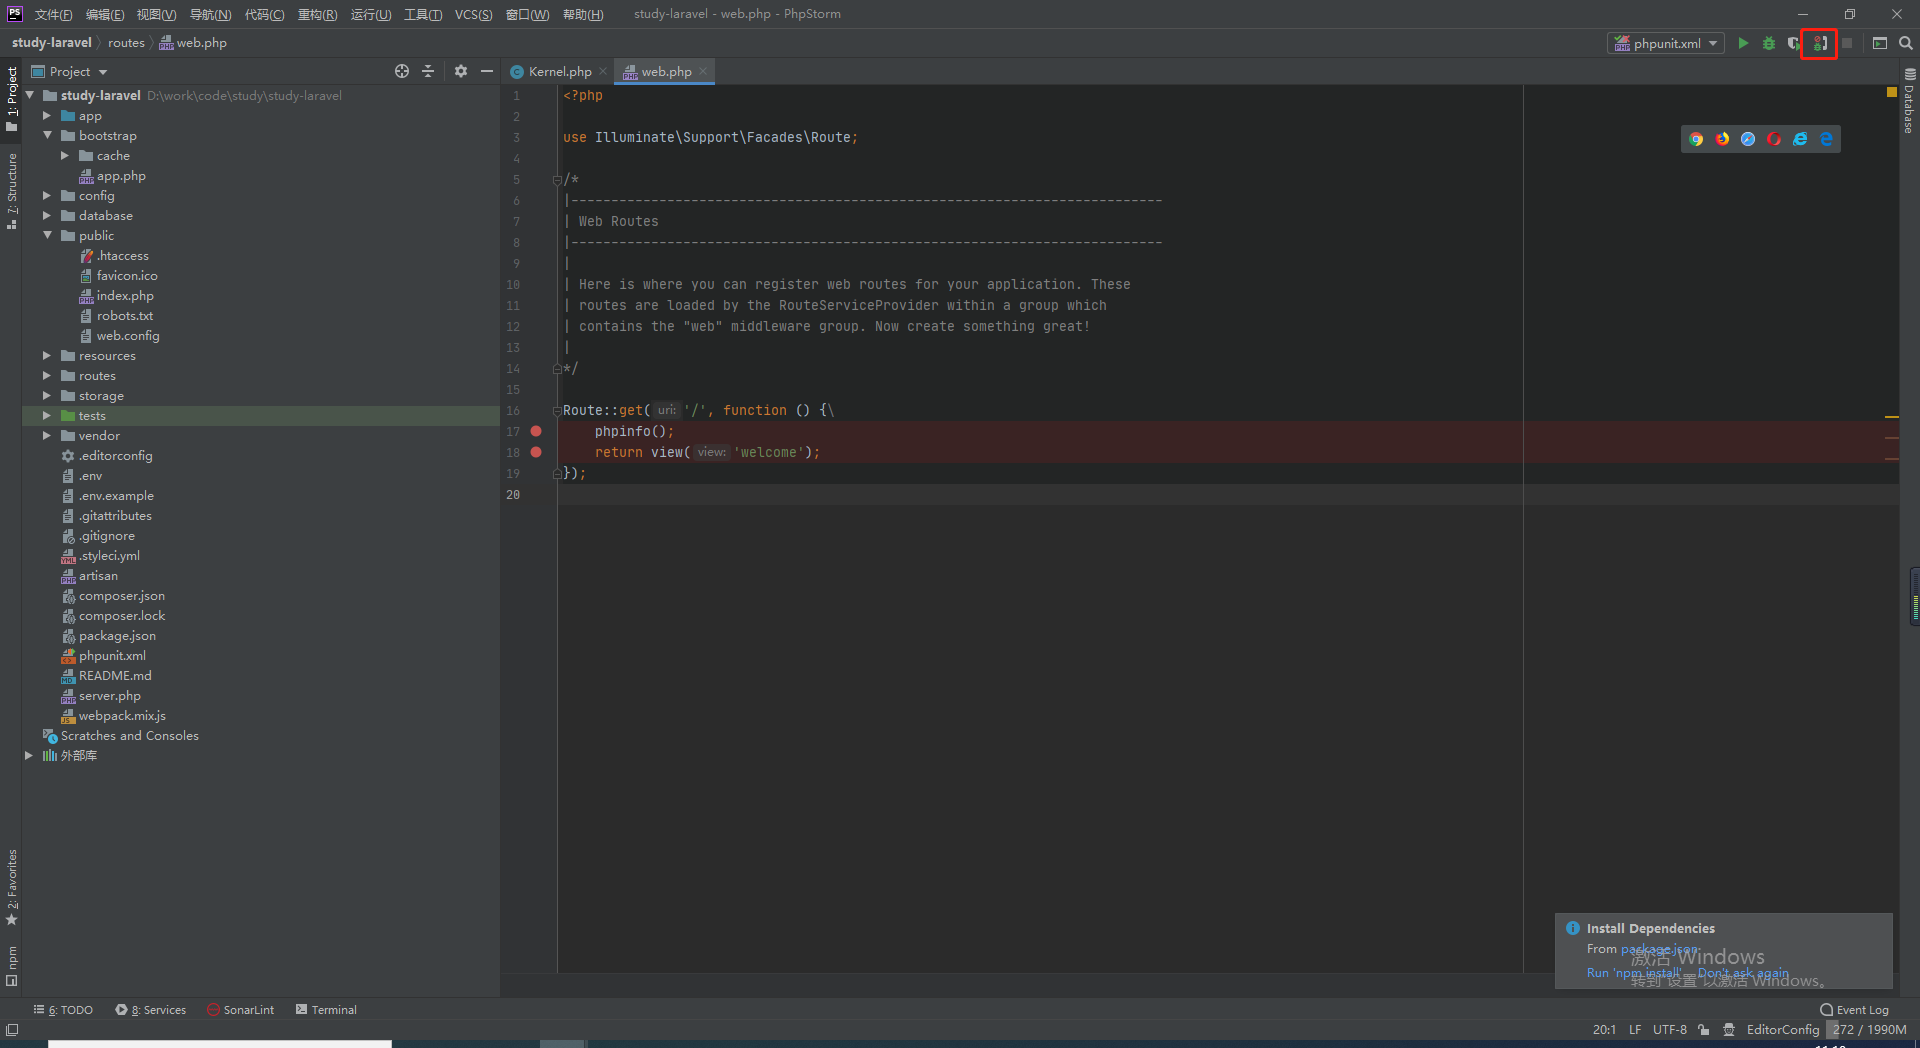 PS 文件(F) 编辑(E) 视图(V) 导航(N) 代码(C) 重构(R) 运行(U) 工具(T) VCS(S) 窗口(W) 帮助(H) study-laravel - web.php - PhpStorm
study-laravel routes web.php phpunit.xml
1: Project
7: Structure
2: Favorites
npm
Project
study-laravel D:\work\code\study\study-laravel
app
bootstrap
cache
app.php
config
database
public
.htaccess
favicon.ico
index.php
robots.txt
web.config
resources
routes
storage
tests
vendor
.editorconfig
.env
.env.example
.gitattributes
.gitignore
.styleci.yml
artisan
composer.json
composer.lock
package.json
phpunit.xml
README.md
server.php
webpack.mix.js
Scratches and Consoles
外部库
Kernel.php web.php
1 <?php
2
3 use Illuminate\Support\Facades\Route;
4
5 /*
6 |--------------------------------------------------------------------------
7 | Web Routes
8 |--------------------------------------------------------------------------
9 |
10 | Here is where you can register web routes for your application. These
11 | routes are loaded by the RouteServiceProvider within a group which
12 | contains the "web" middleware group. Now create something great!
13 |
14 */
15
16 Route::get( uri: '/', function () {\
17 phpinfo();
18 return view( view: 'welcome');
19 });
20
Database
Install Dependencies
From package.json
Run 'npm install' Don't ask again
激活 Windows
转到"设置"以激活 Windows。
6: TODO 8: Services SonarLint Terminal Event Log
20:1 LF UTF-8 EditorConfig 272 / 1990M